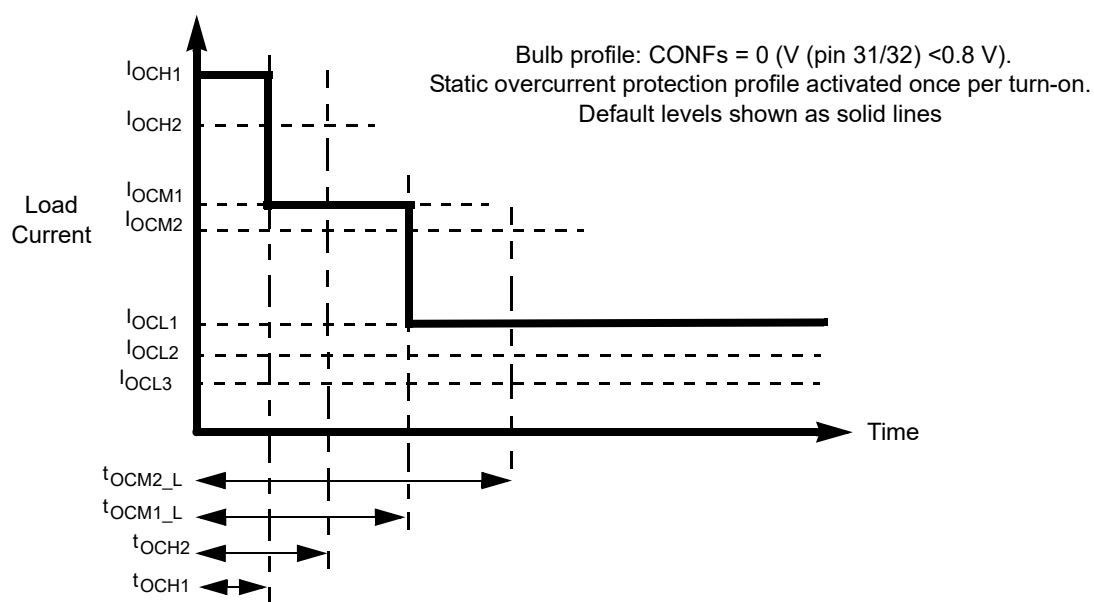 Bulb profile: CONFs = 0 (V (pin 31/32) <0.8 V).
Static overcurrent protection profile activated once per turn-on.
Default levels shown as solid lines
IOCH1
IOCH2
IOCM1
IOCM2
Load
Current
IOCL1
IOCL2
IOCL3
Time
tOCM2_L
tOCM1_L
tOCH2
tOCH1